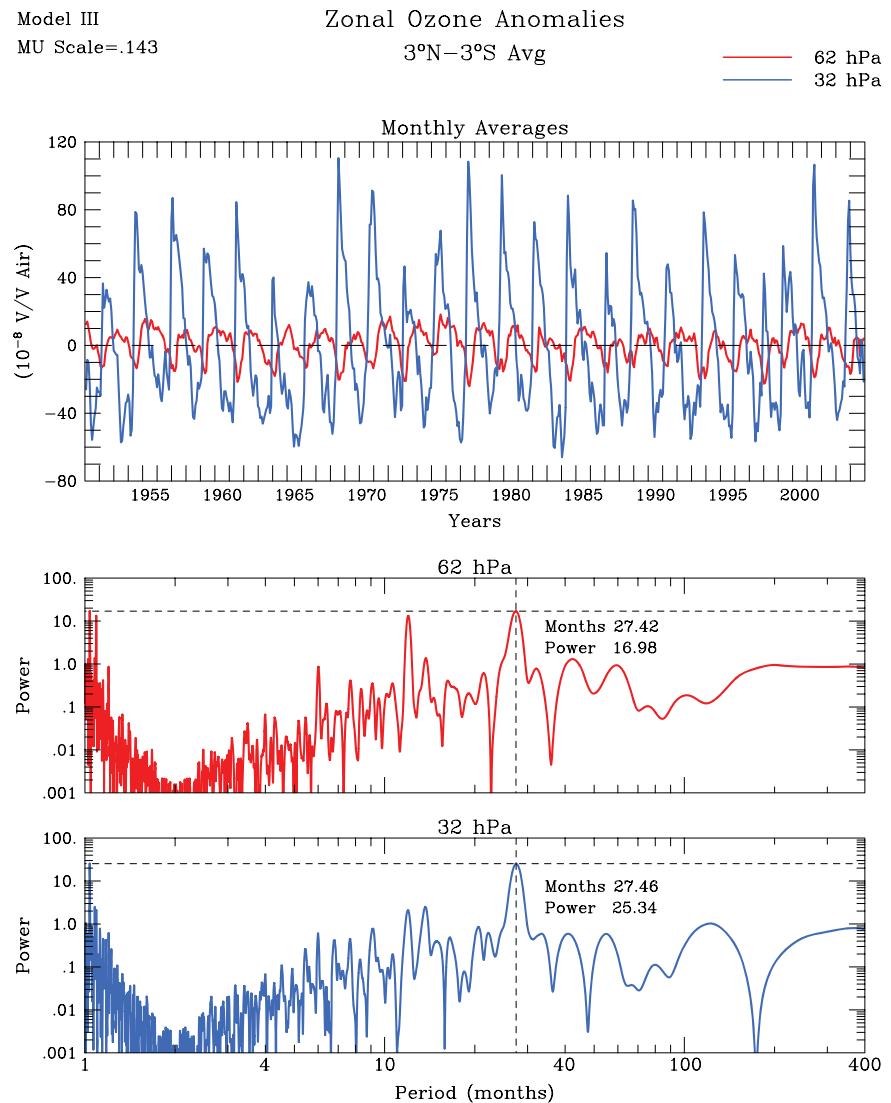 Model III
MU Scale=.143
Zonal Ozone Anomalies
3°N−3°S Avg
62 hPa
32 hPa
Monthly Averages
120
80
40
0
−40
−80
(10⁻⁸ V/V Air)
1955 1960 1965 1970 1975 1980 1985 1990 1995 2000
Years
62 hPa
100.
10.
1.0
.1
.01
.001
Power
Months 27.42
Power 16.98
32 hPa
100.
10.
1.0
.1
.01
.001
Power
Months 27.46
Power 25.34
1 4 10 40 100 400
Period (months)